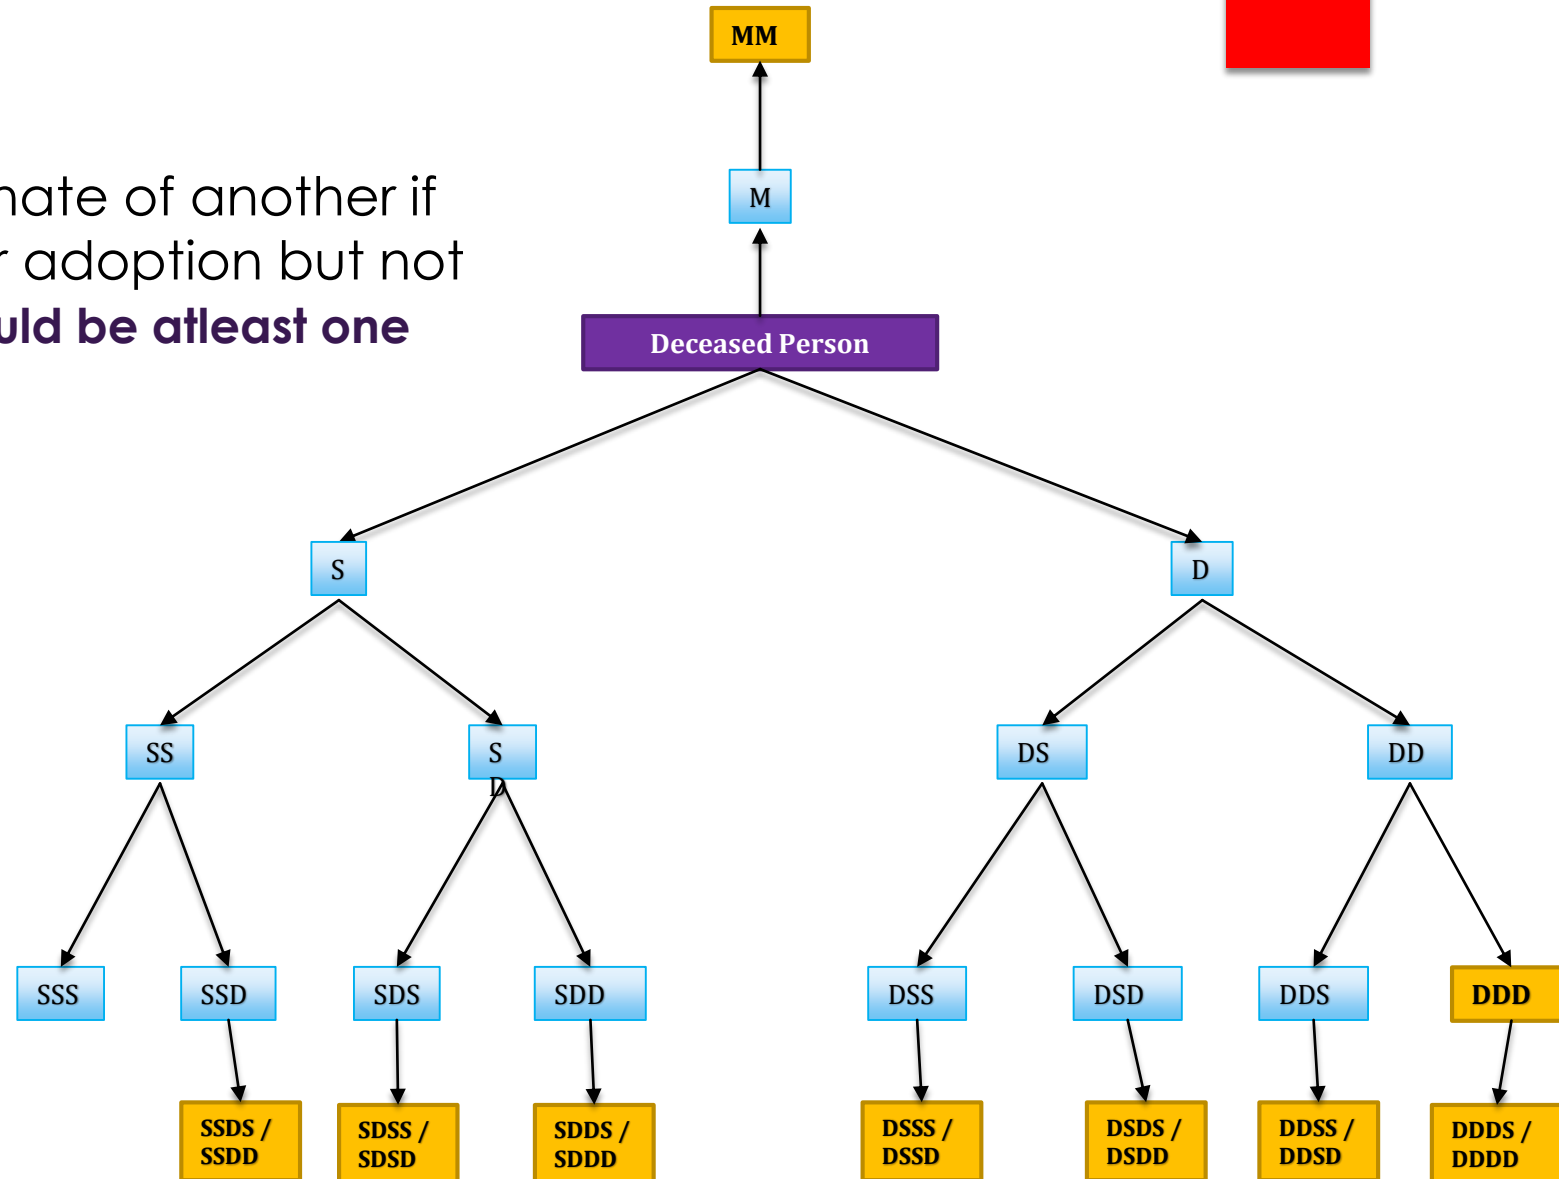 MM
nate of another if
M
r adoption but not
uld be atleast one
Deceased Person
S
D
SS
S
D
DS
DD
SSS
SSD
SDS
SDD
DSS
DSD
DDS
DDD
SSDS /
SSDD
SDSS /
SDSD
SDDS /
SDDD
DSSS /
DSSD
DSDS /
DSDD
DDSS /
DDSD
DDDS /
DDDD